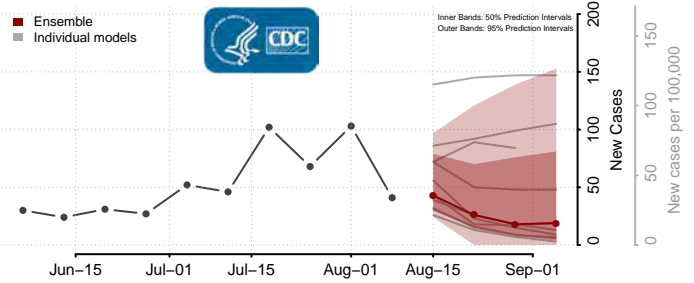 Ensemble
Individual models
CDC
Inner Bands: 50% Prediction Intervals
Outer Bands: 95% Prediction Intervals
200
150
100
50
0
New Cases
150
100
50
0
New cases per 100,000
Jun−15
Jul−01
Jul−15
Aug−01
Aug−15
Sep−01